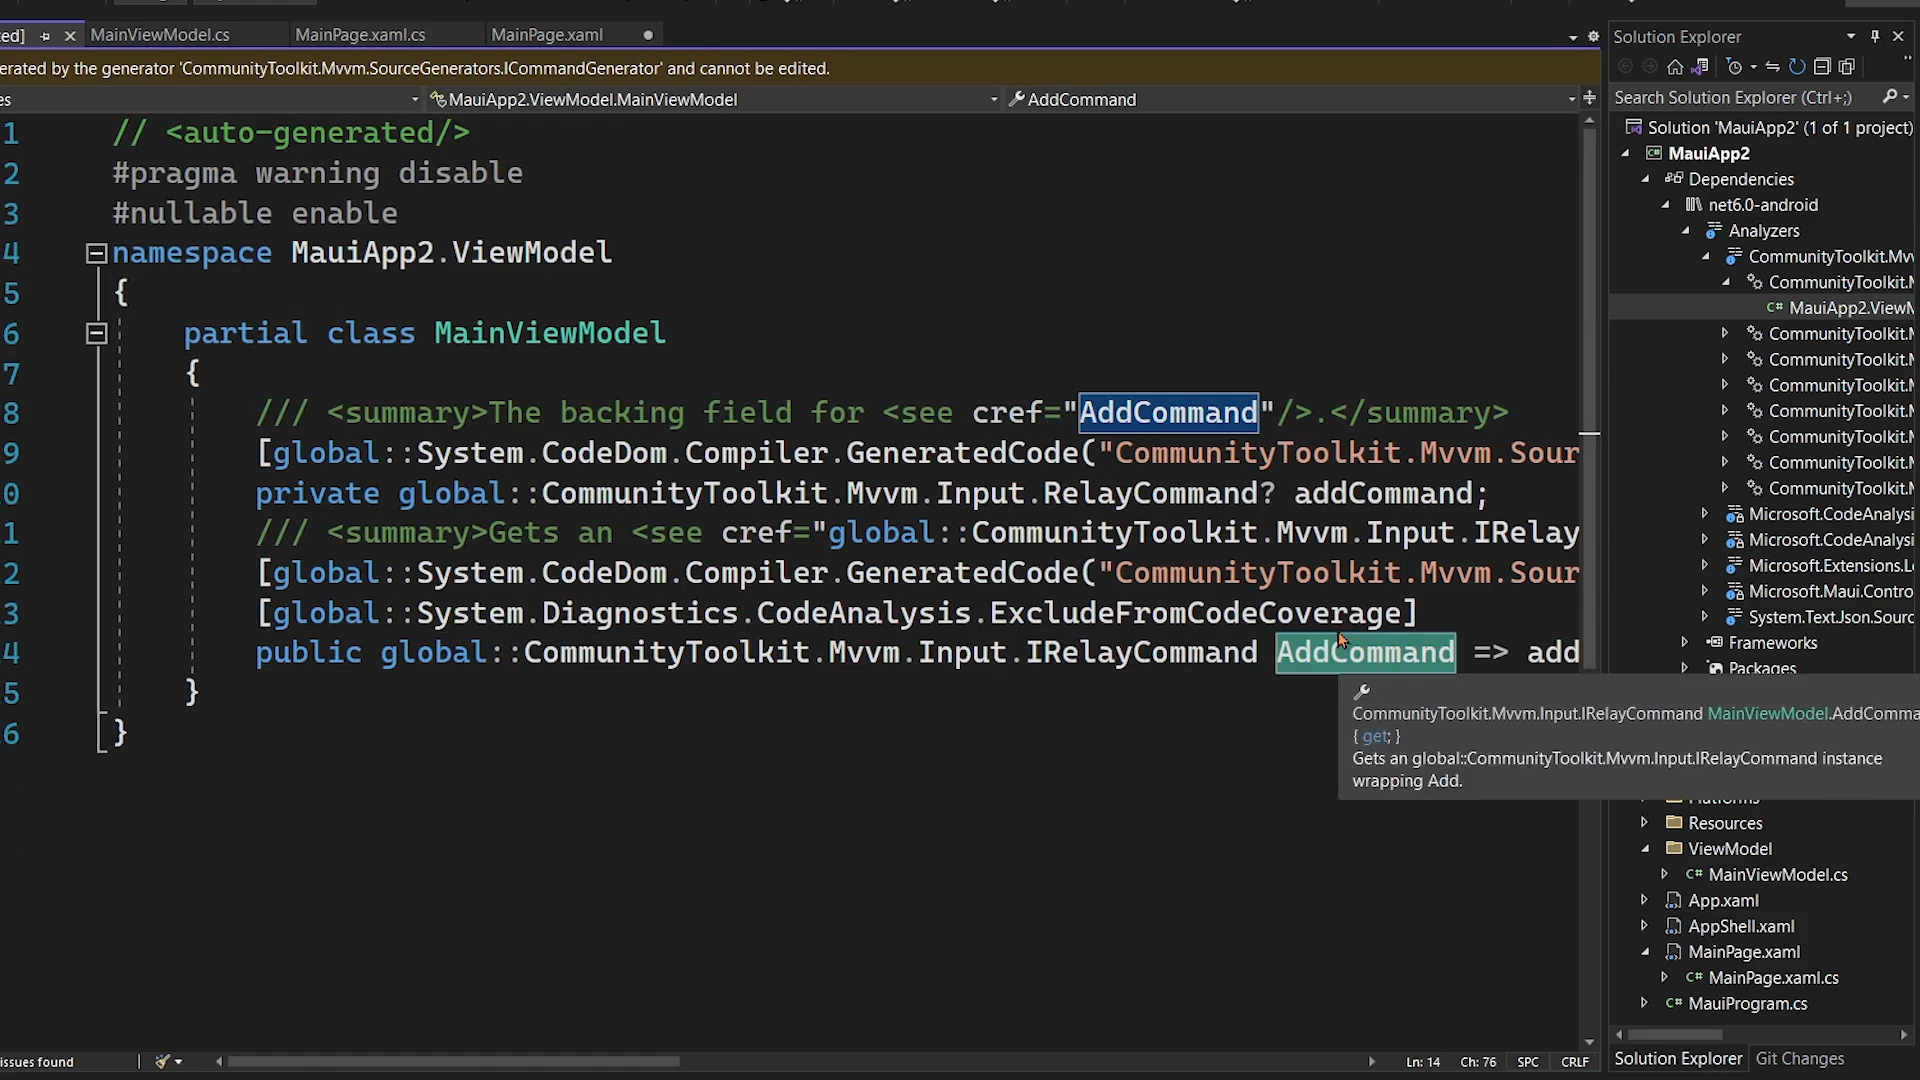 ed]
MainViewModel.cs
MainPage.xaml.cs
MainPage.xaml
erated by the generator 'CommunityToolkit.Mvvm.SourceGenerators.ICommandGenerator' and cannot be edited.
es
MauiApp2.ViewModel.MainViewModel
AddCommand
1 // <auto-generated/>
2 #pragma warning disable
3 #nullable enable
4 namespace MauiApp2.ViewModel
5 {
6 partial class MainViewModel
7 {
8 /// <summary>The backing field for <see cref="AddCommand"/>.</summary>
9 [global::System.CodeDom.Compiler.GeneratedCode("CommunityToolkit.Mvvm.Sour
0 private global::CommunityToolkit.Mvvm.Input.RelayCommand? addCommand;
1 /// <summary>Gets an <see cref="global::CommunityToolkit.Mvvm.Input.IRelay
2 [global::System.CodeDom.Compiler.GeneratedCode("CommunityToolkit.Mvvm.Sour
3 [global::System.Diagnostics.CodeAnalysis.ExcludeFromCodeCoverage]
4 public global::CommunityToolkit.Mvvm.Input.IRelayCommand AddCommand => add
5 }
6 }
CommunityToolkit.Mvvm.Input.IRelayCommand MainViewModel.AddComma
{ get; }
Gets an global::CommunityToolkit.Mvvm.Input.IRelayCommand instance
wrapping Add.
issues found
Ln: 14
Ch: 76
SPC
CRLF
Solution Explorer
Search Solution Explorer (Ctrl+;)
Solution 'MauiApp2' (1 of 1 project)
C# MauiApp2
Dependencies
net6.0-android
Analyzers
CommunityToolkit.Mvv
CommunityToolkit.M
C# MauiApp2.ViewM
CommunityToolkit.M
CommunityToolkit.M
CommunityToolkit.M
CommunityToolkit.M
CommunityToolkit.M
CommunityToolkit.M
CommunityToolkit.M
Microsoft.CodeAnalysi
Microsoft.CodeAnalysi
Microsoft.Extensions.L
Microsoft.Maui.Contro
System.Text.Json.Sourc
Frameworks
Packages
Platforms
Resources
ViewModel
C# MainViewModel.cs
App.xaml
AppShell.xaml
MainPage.xaml
C# MainPage.xaml.cs
C# MauiProgram.cs
Solution Explorer
Git Changes